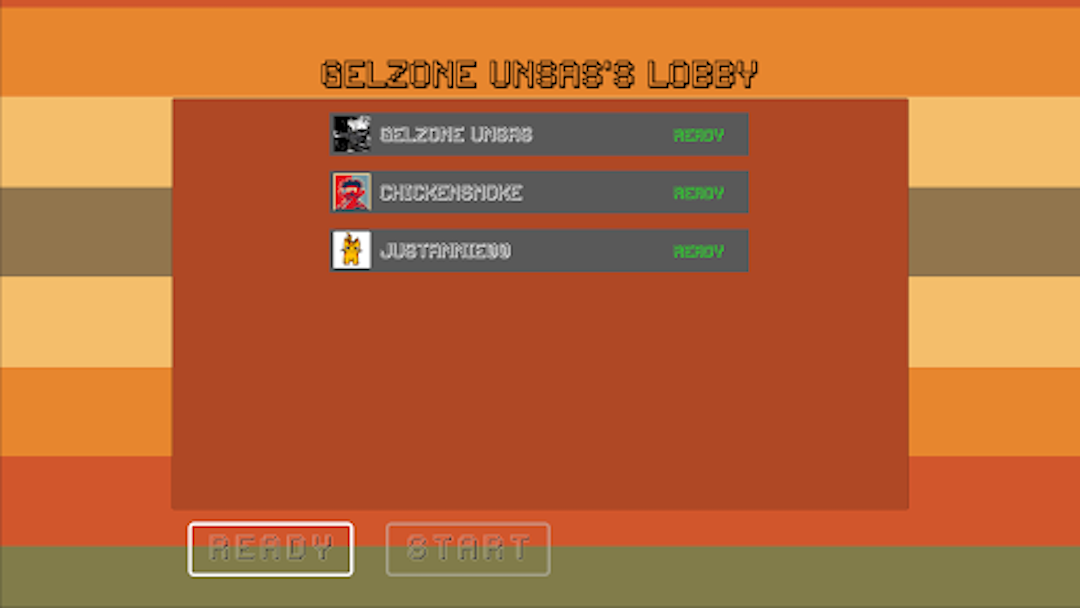 GELZONE UNSAS'S LOBBY
GELZONE UNSAS READY
CHICKENSMOKE READY
JUSTANNIE00 READY
READY START